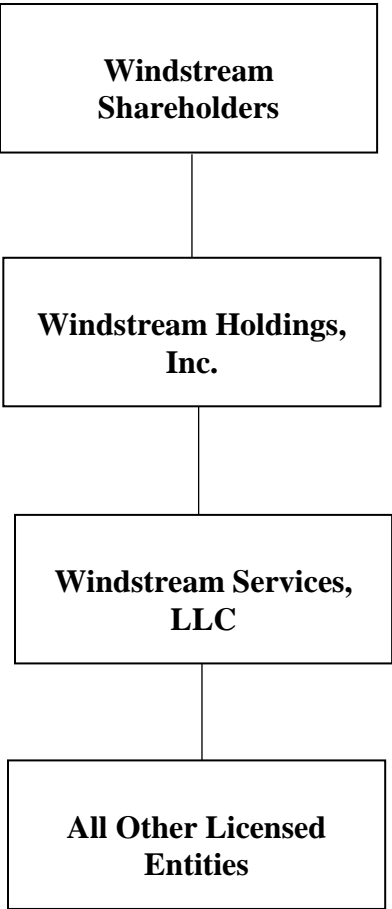 Windstream
Shareholders
Windstream Holdings,
Inc.
Windstream Services,
LLC
All Other Licensed
Entities